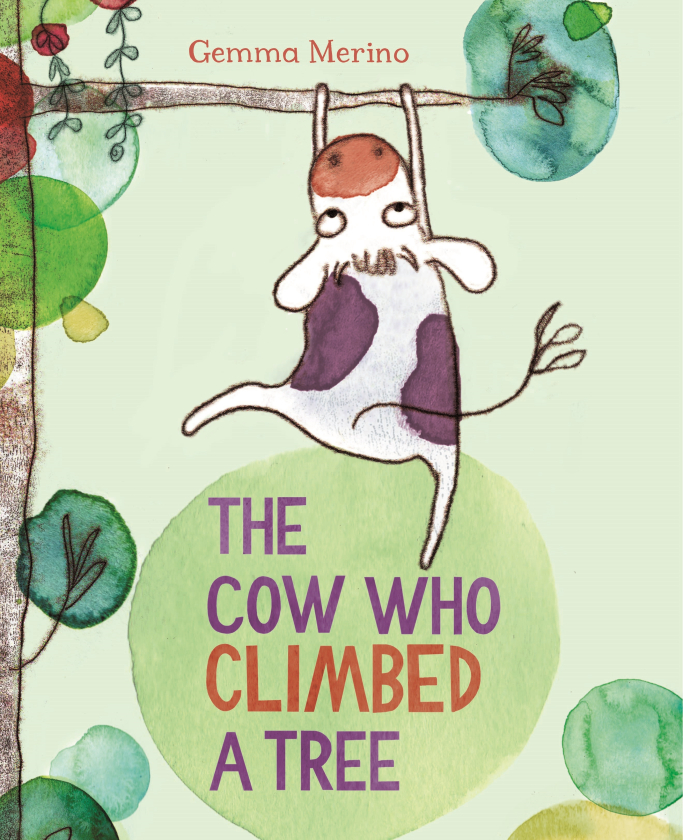 Gemma Merino
THE
COW WHO
CLIMBED
A TREE